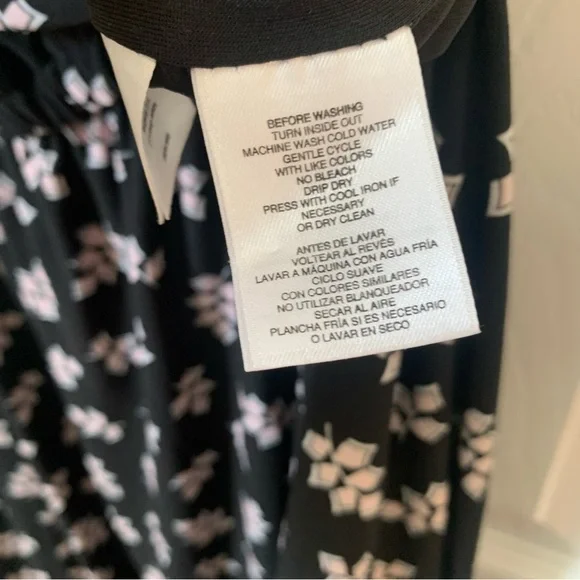 BEFORE WASHING
TURN INSIDE OUT
MACHINE WASH COLD WATER
GENTLE CYCLE
WITH LIKE COLORS
NO BLEACH
DRIP DRY
PRESS WITH COOL IRON IF
NECESSARY
OR DRY CLEAN
ANTES DE LAVAR
VOLTEAR AL REVÉS
LAVAR A MÁQUINA CON AGUA FRÍA
CICLO SUAVE
CON COLORES SIMILARES
NO UTILIZAR BLANQUEADOR
SECAR AL AIRE
PLANCHA FRÍA SI ES NECESARIO
O LAVAR EN SECO